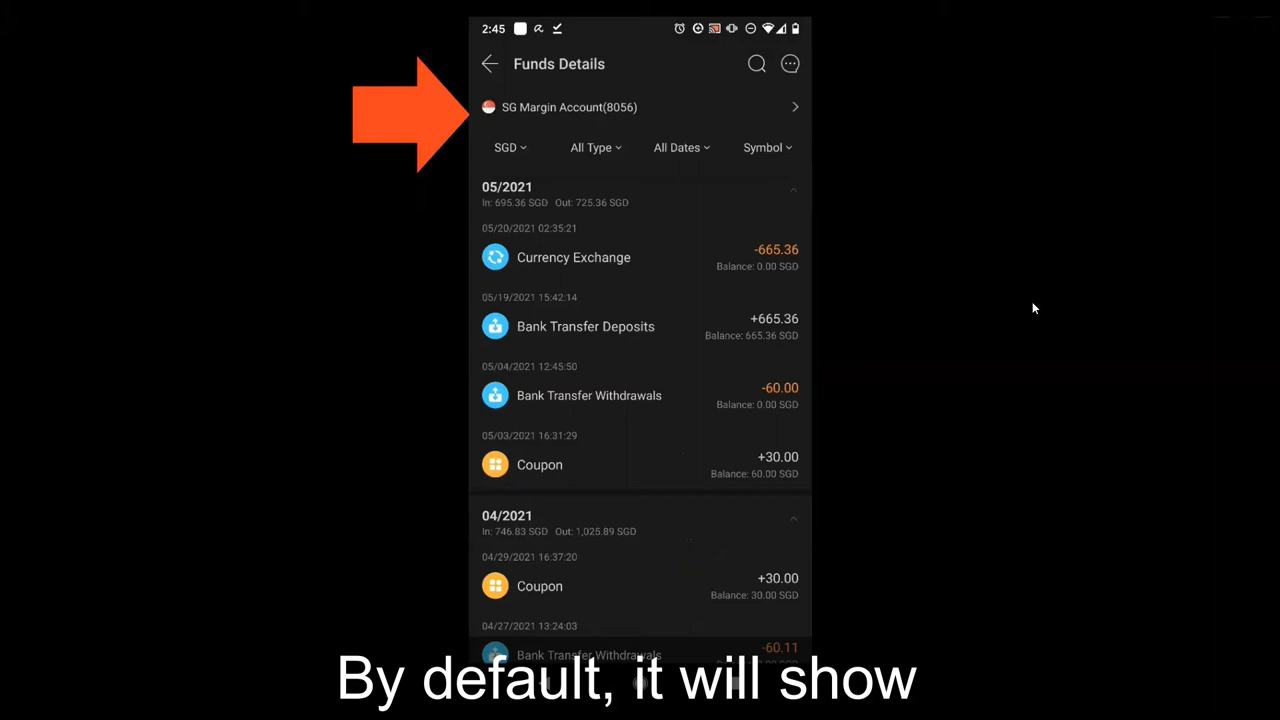 2:45
Funds Details
SG Margin Account(8056)
SGD All Type All Dates Symbol
05/2021
In: 695.36 SGD Out: 725.36 SGD
05/20/2021 02:35:21
Currency Exchange -665.36
Balance: 0.00 SGD
05/19/2021 15:42:14
Bank Transfer Deposits +665.36
Balance: 665.36 SGD
05/04/2021 12:45:50
Bank Transfer Withdrawals -60.00
Balance: 0.00 SGD
05/03/2021 16:31:29
Coupon +30.00
Balance: 60.00 SGD
04/2021
In: 746.83 SGD Out: 1,025.89 SGD
04/29/2021 16:37:20
Coupon +30.00
Balance: 30.00 SGD
04/27/2021 13:24:03
Bank Transfer Withdrawals -60.11
By default, it will show